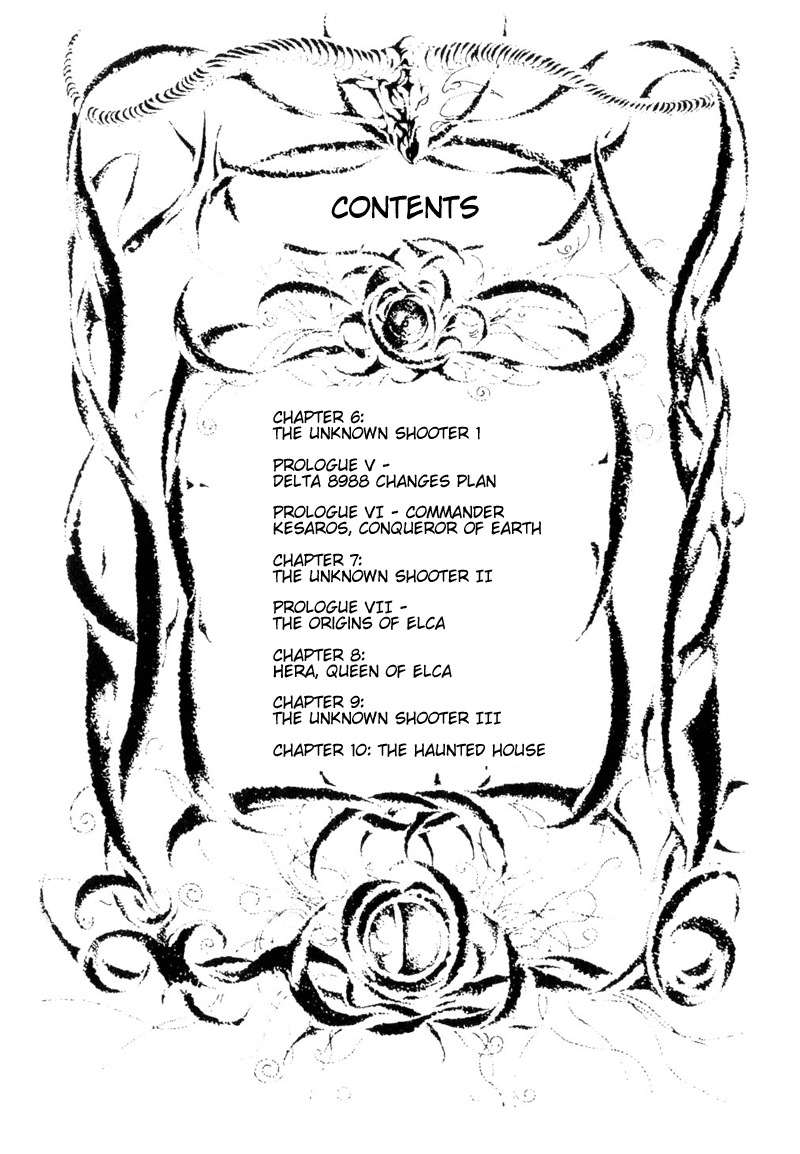 CONTENTS
CHAPTER 6:
THE UNKNOWN SHOOTER 1
PROLOGUE V -
DELTA 8988 CHANGES PLAN
PROLOGUE VI - COMMANDER
KESAROS, CONQUEROR OF EARTH
CHAPTER 7:
THE UNKNOWN SHOOTER II
PROLOGUE VII -
THE ORIGINS OF ELCA
CHAPTER 8:
HERA, QUEEN OF ELCA
CHAPTER 9:
THE UNKNOWN SHOOTER III
CHAPTER 10: THE HAUNTED HOUSE